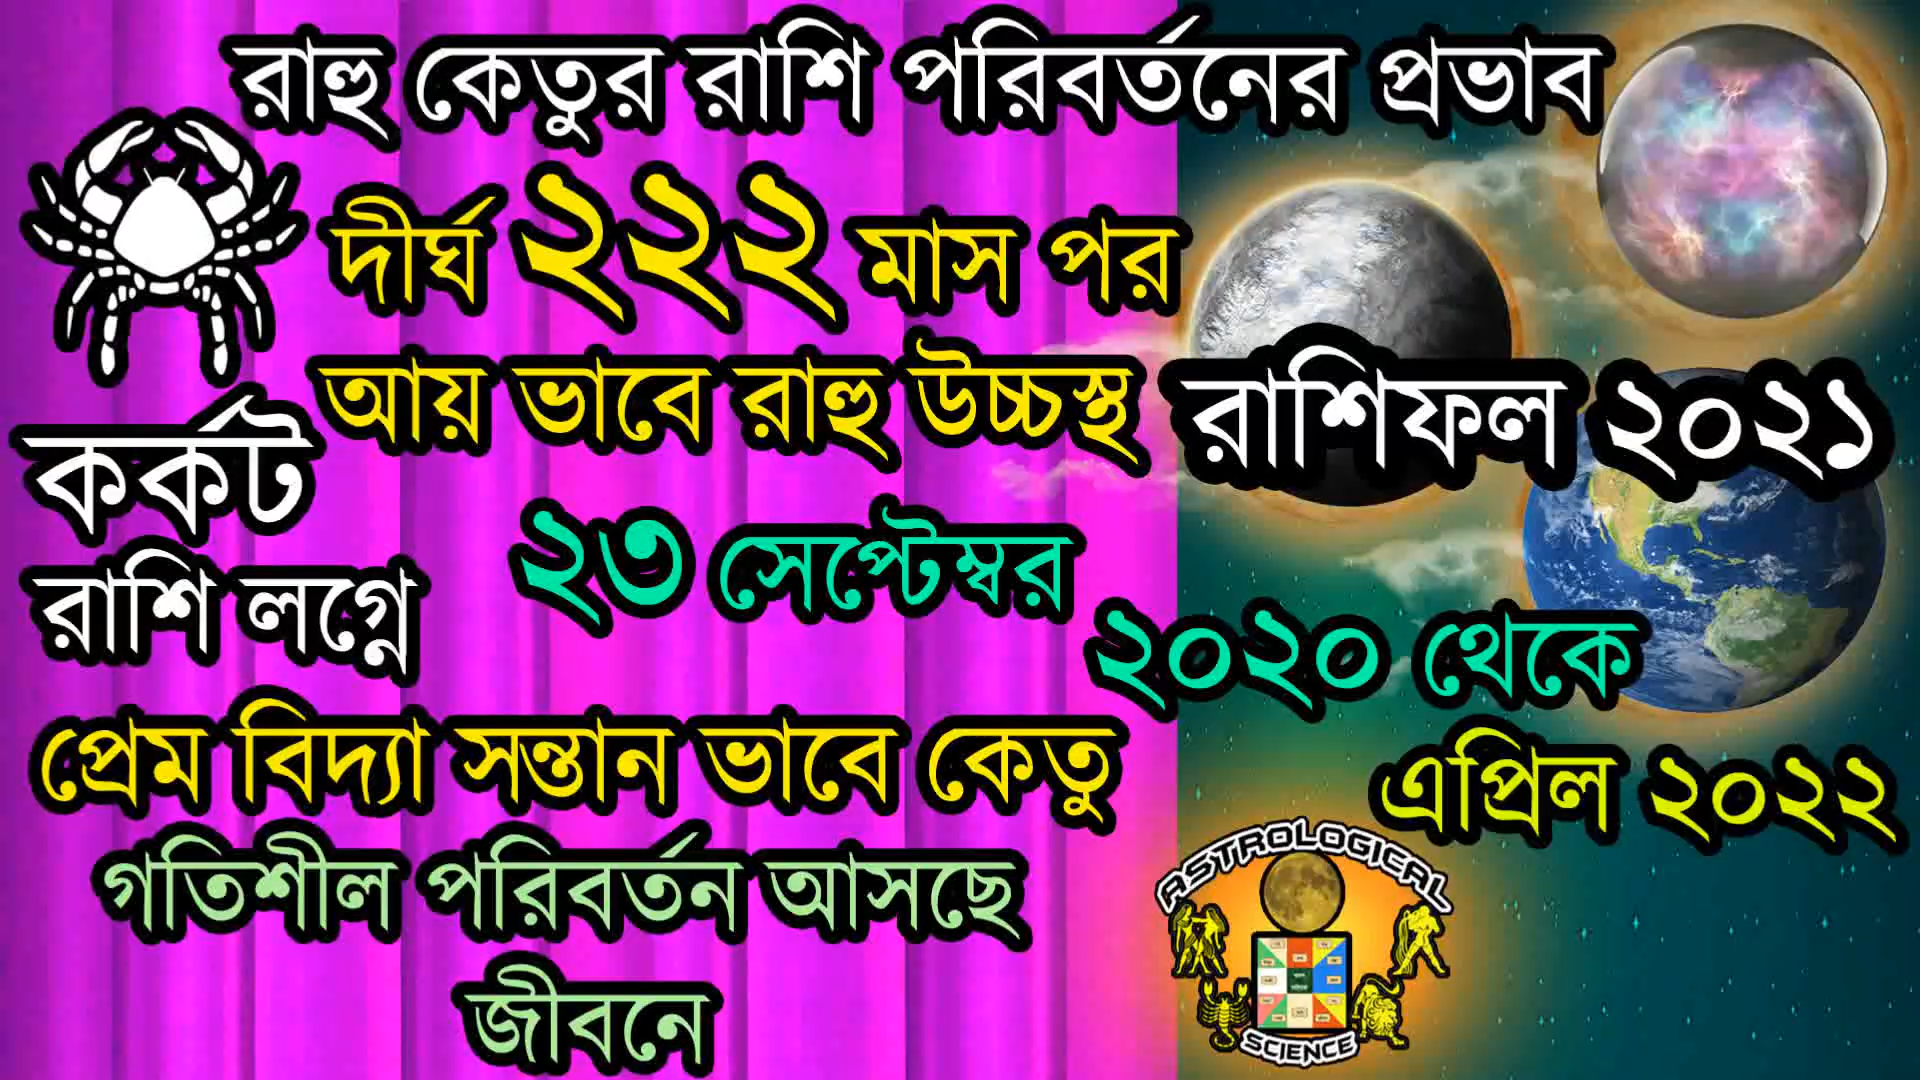 রাহু কেতুর রাশি পরিবর্তনের প্রভাব
দীর্ঘ ২২২ মাস পর
আয় ভাবে রাহু উচ্চস্থ
রাশিফল ২০২১
কর্কট
রাশি লগ্নে
২৩ সেপ্টেম্বর
২০২০ থেকে
প্রেম বিদ্যা সন্তান ভাবে কেতু
এপ্রিল ২০২২
গতিশীল পরিবর্তন আসছে
জীবনে
ASTROLOGICAL
SCIENCE